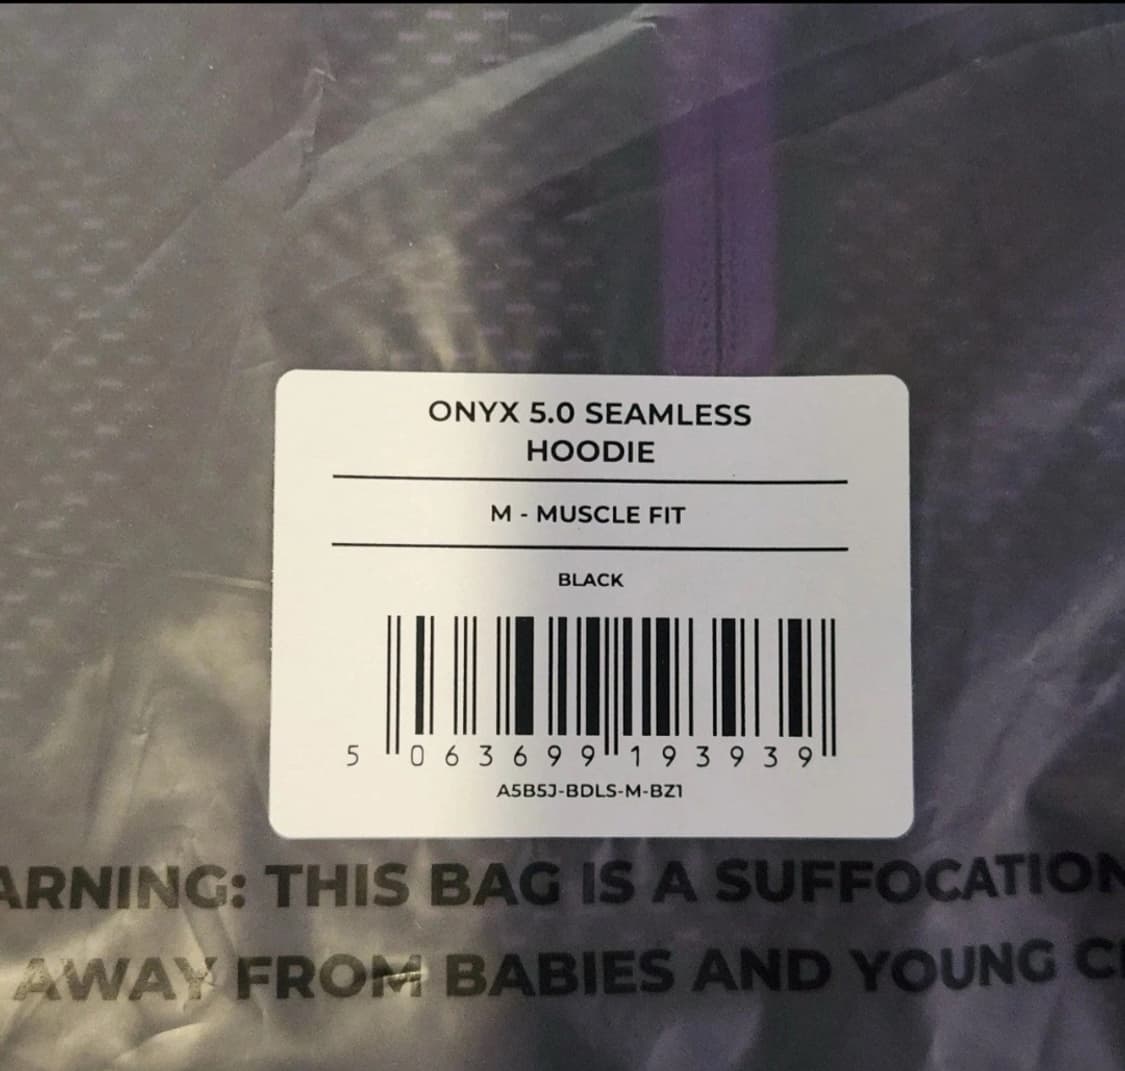 ONYX 5.0 SEAMLESS
HOODIE
M - MUSCLE FIT
BLACK
5 063699 193939
A5B5J-BDLS-M-BZ1
ARNING: THIS BAG IS A SUFFOCATION
AWAY FROM BABIES AND YOUNG C